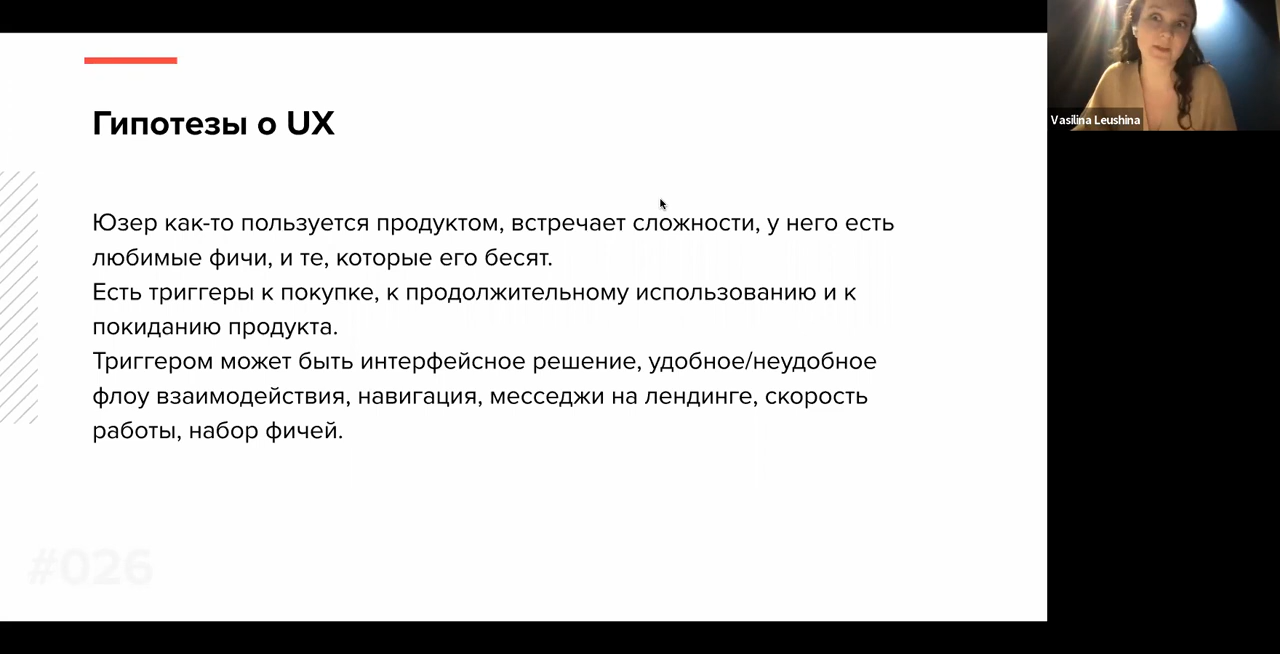 Гипотезы о UX
Юзер как-то пользуется продуктом, встречает сложности, у него есть
любимые фичи, и те, которые его бесят.
Есть триггеры к покупке, к продолжительному использованию и к
покиданию продукта.
Триггером может быть интерфейсное решение, удобное/неудобное
флоу взаимодействия, навигация, месседжи на лендинге, скорость
работы, набор фичей.
#026
Vasilina Leushina